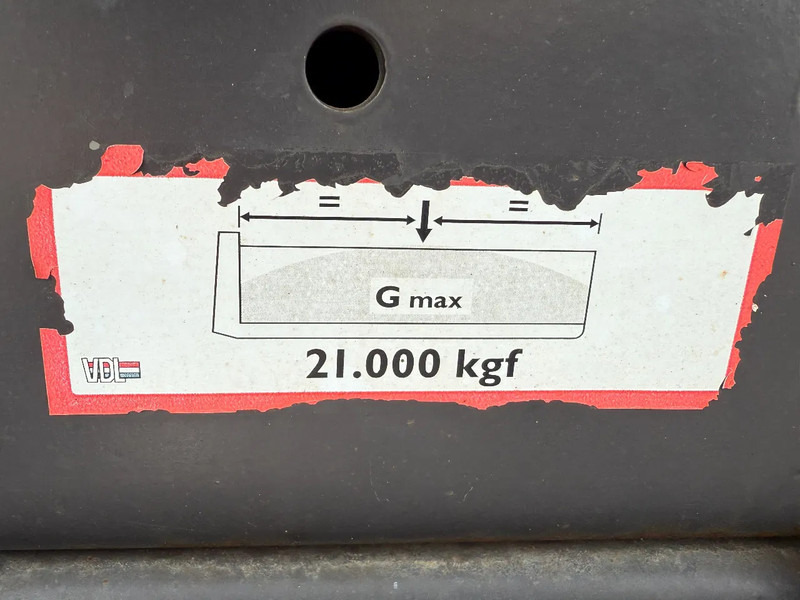 = =
G max
21.000 kgf
VDL